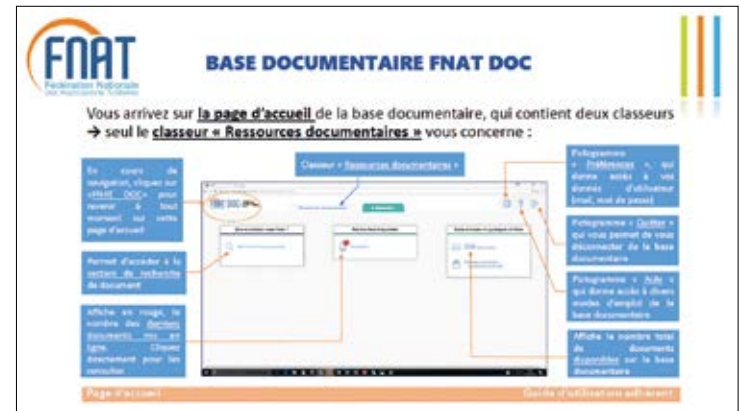 FNAT
Fédération Nationale
des Associations Tutélaires
BASE DOCUMENTAIRE FNAT DOC
Vous arrivez sur la page d'accueil de la base documentaire, qui contient deux classeurs
→ seul le classeur « Ressources documentaires » vous concerne :
En cours de
navigation, cliquez sur
«FNAT DOC» pour
revenir à tout
moment sur cette
page d'accueil
Permet d'accéder à la
section de recherche
de document
Affiche en rouge, le
nombre des derniers
documents mis en
ligne. Cliquez
directement pour les
consulter
Classeur « Ressources documentaires »
FNAT DOC
Pictogramme
« Préférences », qui
donne accès à vos
données d'utilisateur
(mail, mot de passe)
Pictogramme « Quitter »
qui vous permet de vous
déconnecter de la base
documentaire
Pictogramme « Aide »
qui donne accès à divers
modes d'emploi de la
base documentaire
Affiche le nombre total
de documents
disponibles sur la base
documentaire
Page d'accueil
Guide d'utilisation adhérent